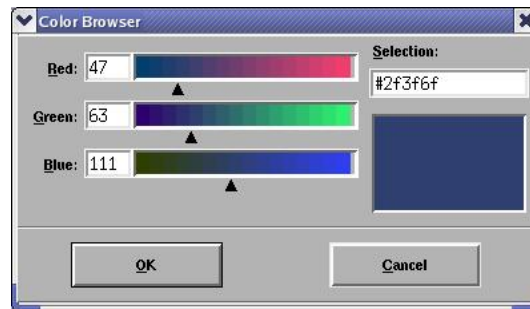 Color Browser
Red: 47
Green: 63
Blue: 111
Selection:
#2f3f6f
OK
Cancel